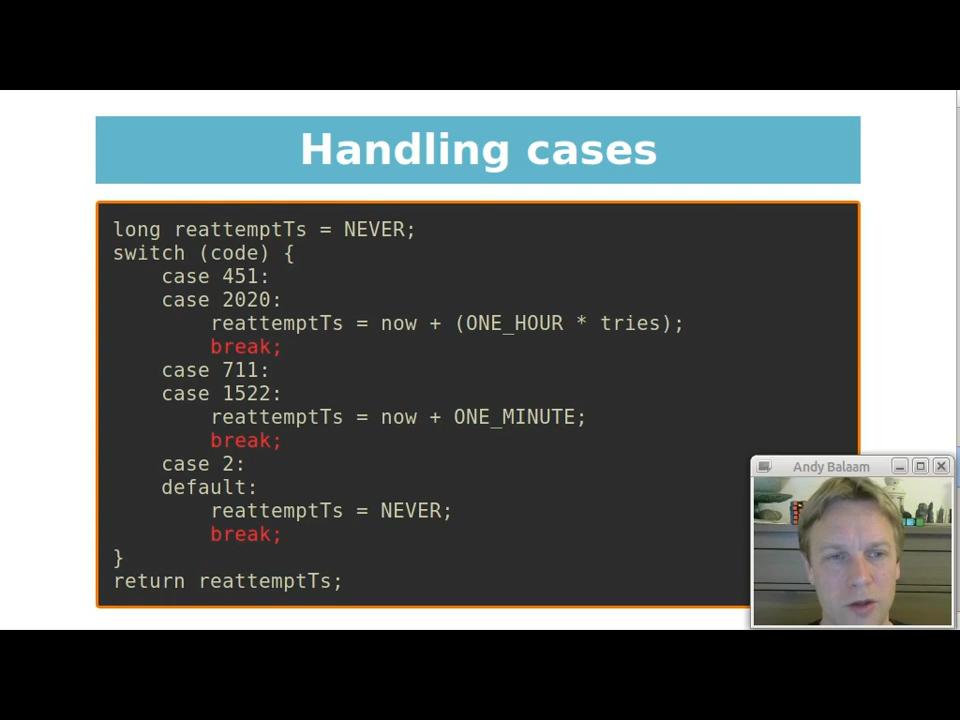 Handling cases
long reattemptTs = NEVER;
switch (code) {
    case 451:
    case 2020:
        reattemptTs = now + (ONE_HOUR * tries);
        break;
    case 711:
    case 1522:
        reattemptTs = now + ONE_MINUTE;
        break;
    case 2:
    default:
        reattemptTs = NEVER;
        break;
}
return reattemptTs;
Andy Balaam